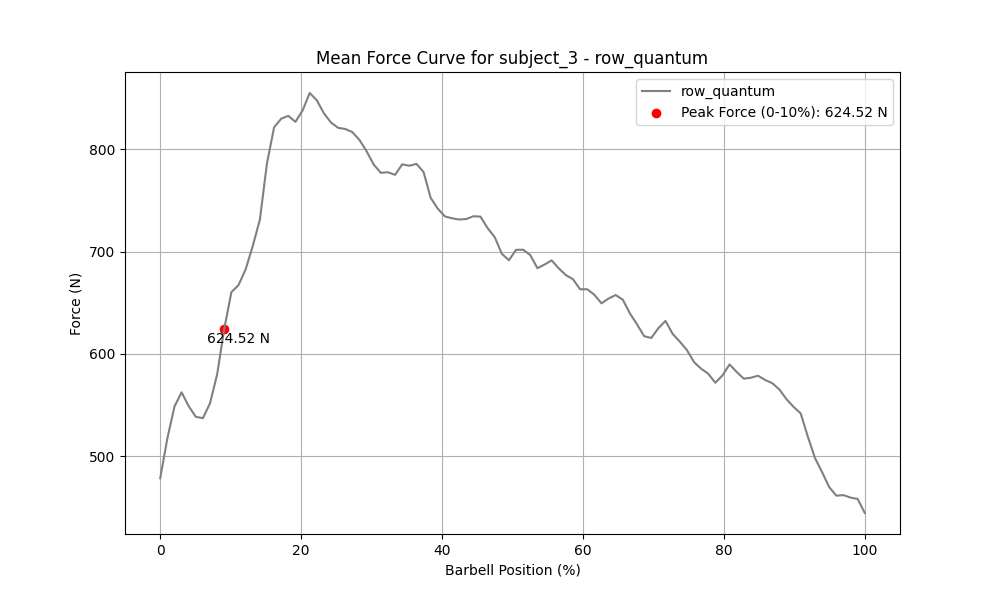 Mean Force Curve for subject_3 - row_quantum
row_quantum
Peak Force (0-10%): 624.52 N
800
700
600
500
624.52 N
Force (N)
0 20 40 60 80 100
Barbell Position (%)